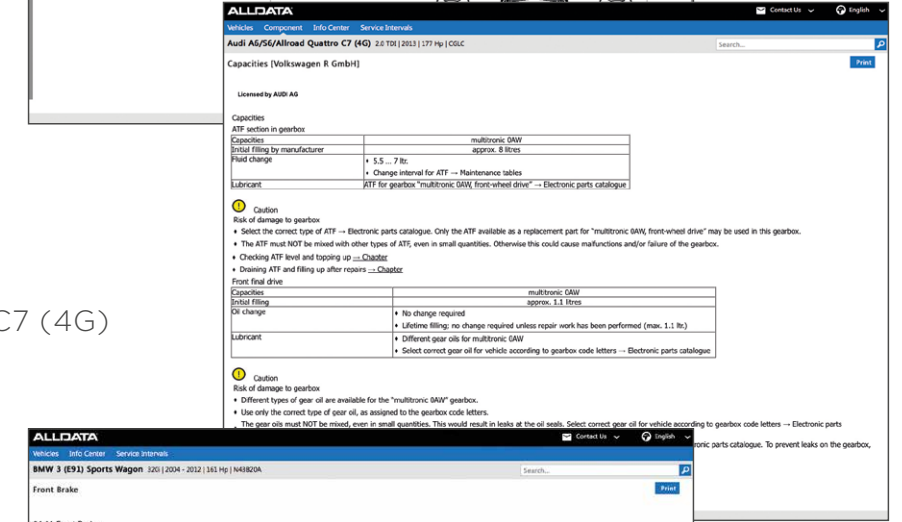 ALLDATA
Contact Us
English
Vehicles Component Info Center Service Intervals
Audi A6/S6/Allroad Quattro C7 (4G) 2.0 TDI | 2013 | 177 Hp | CGLC
Search...
Capacities [Volkswagen R GmbH]
Print
Licensed by AUDI AG
Capacities
ATF section in gearbox
Capacities multitronic 0AW
Initial filling by manufacturer approx. 8 litres
Fluid change • 5.5 ... 7 ltr.
• Change interval for ATF → Maintenance tables
Lubricant ATF for gearbox "multitronic 0AW, front-wheel drive" → Electronic parts catalogue
Caution
Risk of damage to gearbox
• Select the correct type of ATF → Electronic parts catalogue. Only the ATF available as a replacement part for "multitronic 0AW, front-wheel drive" may be used in this gearbox.
• The ATF must NOT be mixed with other types of ATF, even in small quantities. Otherwise this could cause malfunctions and/or failure of the gearbox.
• Checking ATF level and topping up → Chapter
• Draining ATF and filling up after repairs → Chapter
Front final drive
Capacities multitronic 0AW
Initial filling approx. 1.1 litres
Oil change • No change required
• Lifetime filling; no change required unless repair work has been performed (max. 1.1 ltr.)
Lubricant • Different gear oils for multitronic 0AW
• Select correct gear oil for vehicle according to gearbox code letters → Electronic parts catalogue
C7 (4G)
Caution
Risk of damage to gearbox
• Different types of gear oil are available for the "multitronic 0AW" gearbox.
• Use only the correct type of gear oil, as assigned to the gearbox code letters.
The gear oils must NOT be mixed, even in small quantities. This would result in leaks at the oil seals. Select correct gear oil for vehicle according to gearbox code letters → Electronic parts
ronic parts catalogue. To prevent leaks on the gearbox,
ALLDATA
Contact Us
English
Vehicles Info Center Service Intervals
BMW 3 (E91) Sports Wagon 320i | 2004 - 2012 | 161 Hp | N43B20A
Search...
Front Brake
Print